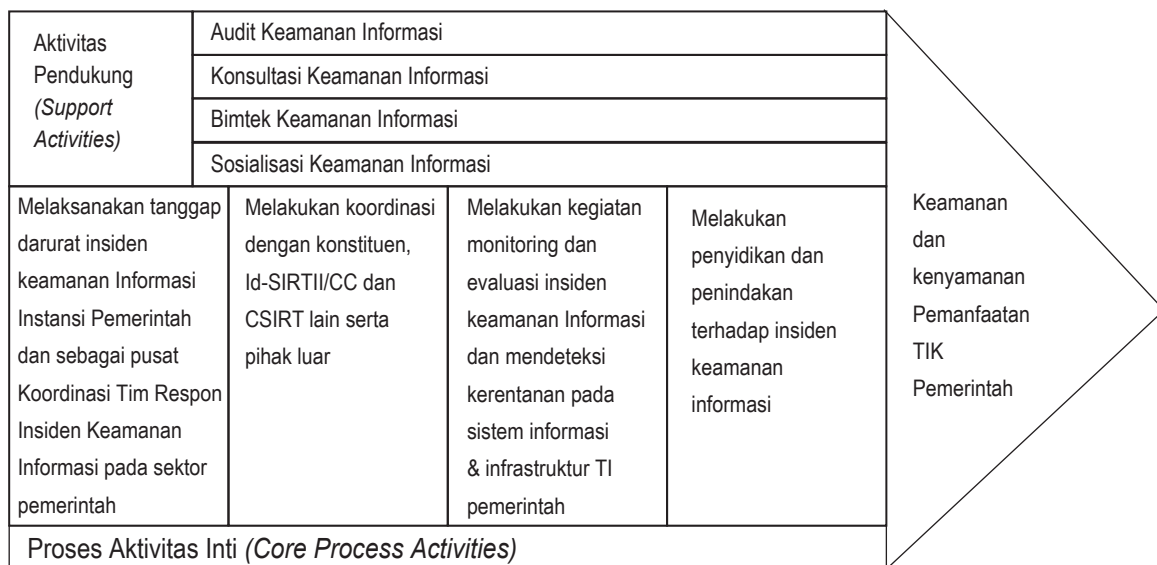 Aktivitas
Pendukung
(Support
Activities)
Audit Keamanan Informasi
Konsultasi Keamanan Informasi
Bimtek Keamanan Informasi
Sosialisasi Keamanan Informasi
Melaksanakan tanggap
darurat insiden
keamanan Informasi
Instansi Pemerintah
dan sebagai pusat
Koordinasi Tim Respon
Insiden Keamanan
Informasi pada sektor
pemerintah
Melakukan koordinasi
dengan konstituen,
Id-SIRTII/CC dan
CSIRT lain serta
pihak luar
Melakukan kegiatan
monitoring dan
evaluasi insiden
keamanan Informasi
dan mendeteksi
kerentanan pada
sistem informasi
& infrastruktur TI
pemerintah
Melakukan
penyidikan dan
penindakan
terhadap insiden
keamanan
informasi
Keamanan
dan
kenyamanan
Pemanfaatan
TIK
Pemerintah
Proses Aktivitas Inti (Core Process Activities)